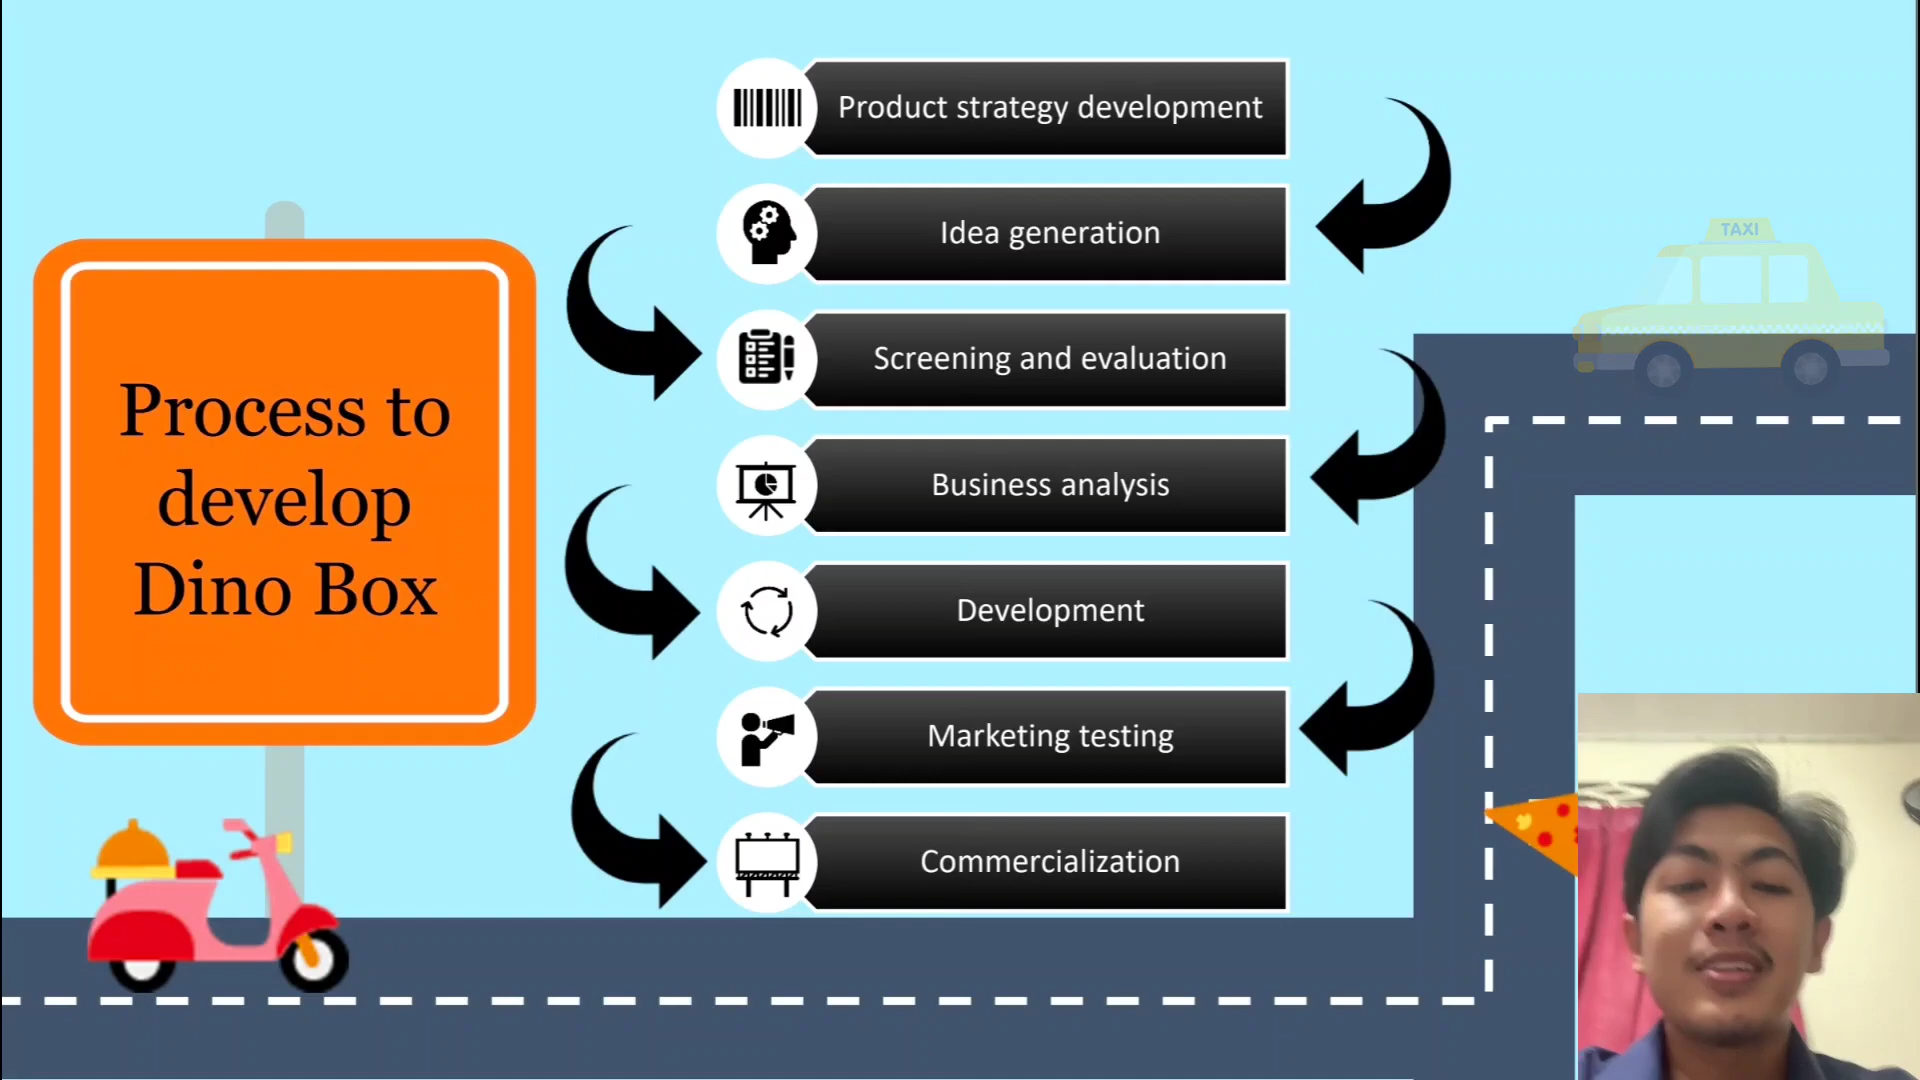 Process to
develop
Dino Box
Product strategy development
Idea generation
Screening and evaluation
Business analysis
Development
Marketing testing
Commercialization
TAXI